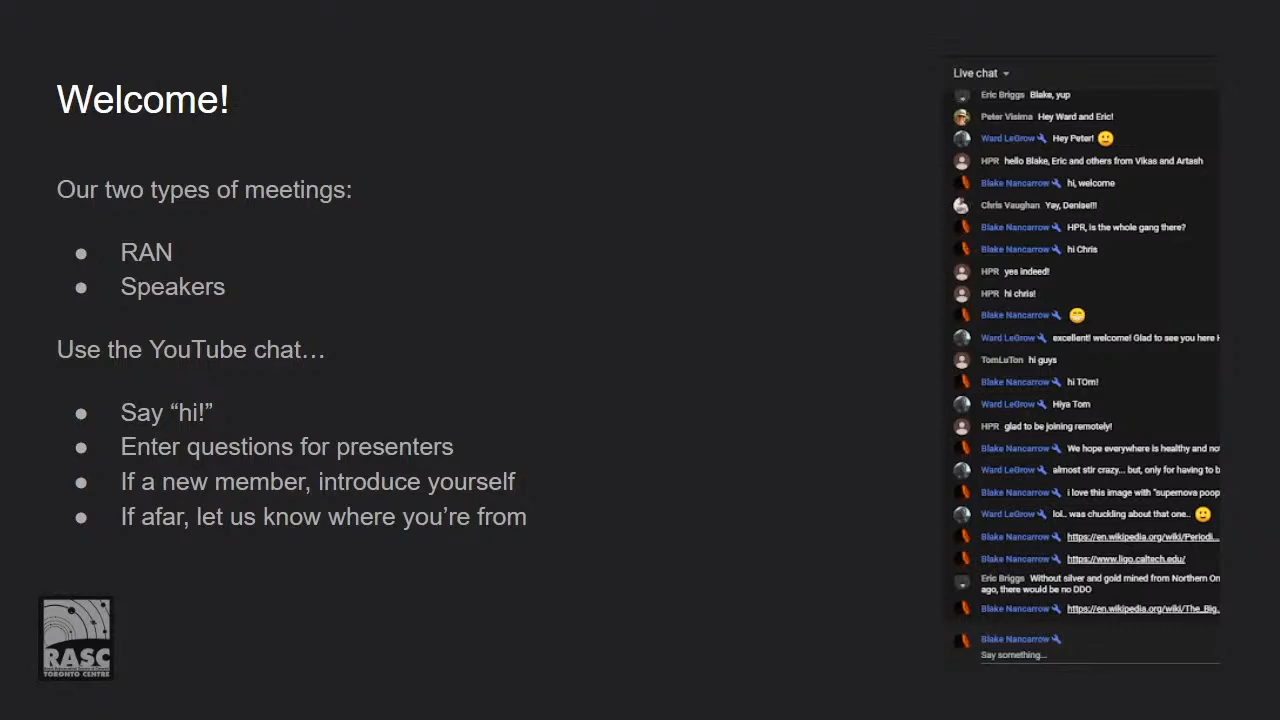 Welcome!
Our two types of meetings:
● RAN
● Speakers
Use the YouTube chat…
● Say “hi!”
● Enter questions for presenters
● If a new member, introduce yourself
● If afar, let us know where you’re from
RASC
TORONTO CENTRE
Live chat
Eric Briggs Blake, yup
Peter Visima Hey Ward and Eric!
Ward LeGrow Hey Peter! 🙂
HPR hello Blake, Eric and others from Vikas and Artash
Blake Nancarrow hi, welcome
Chris Vaughan Yay, Denise!!!
Blake Nancarrow HPR, is the whole gang there?
Blake Nancarrow hi Chris
HPR yes indeed!
HPR hi chris!
Blake Nancarrow 😁
Ward LeGrow excellent! welcome! Glad to see you here H
TomLuTon hi guys
Blake Nancarrow hi TOm!
Ward LeGrow Hiya Tom
HPR glad to be joining remotely!
Blake Nancarrow We hope everywhere is healthy and no
Ward LeGrow almost stir crazy... but, only for having to b
Blake Nancarrow i love this image with "supernova poop
Ward LeGrow lol.. was chuckling about that one.. 🙂
Blake Nancarrow https://en.wikipedia.org/wiki/Periodi...
Blake Nancarrow https://www.ligo.caltech.edu/
Eric Briggs Without silver and gold mined from Northern On
ago, there would be no DDO
Blake Nancarrow https://en.wikipedia.org/wiki/The_Big_
Blake Nancarrow
Say something...